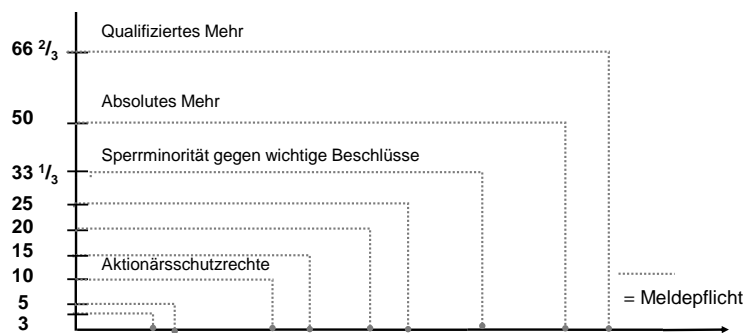 Qualifiziertes Mehr
66 2/3
Absolutes Mehr
50
Sperrminorität gegen wichtige Beschlüsse
33 1/3
25
20
15
Aktionärsschutzrechte
10
5
3
= Meldepflicht